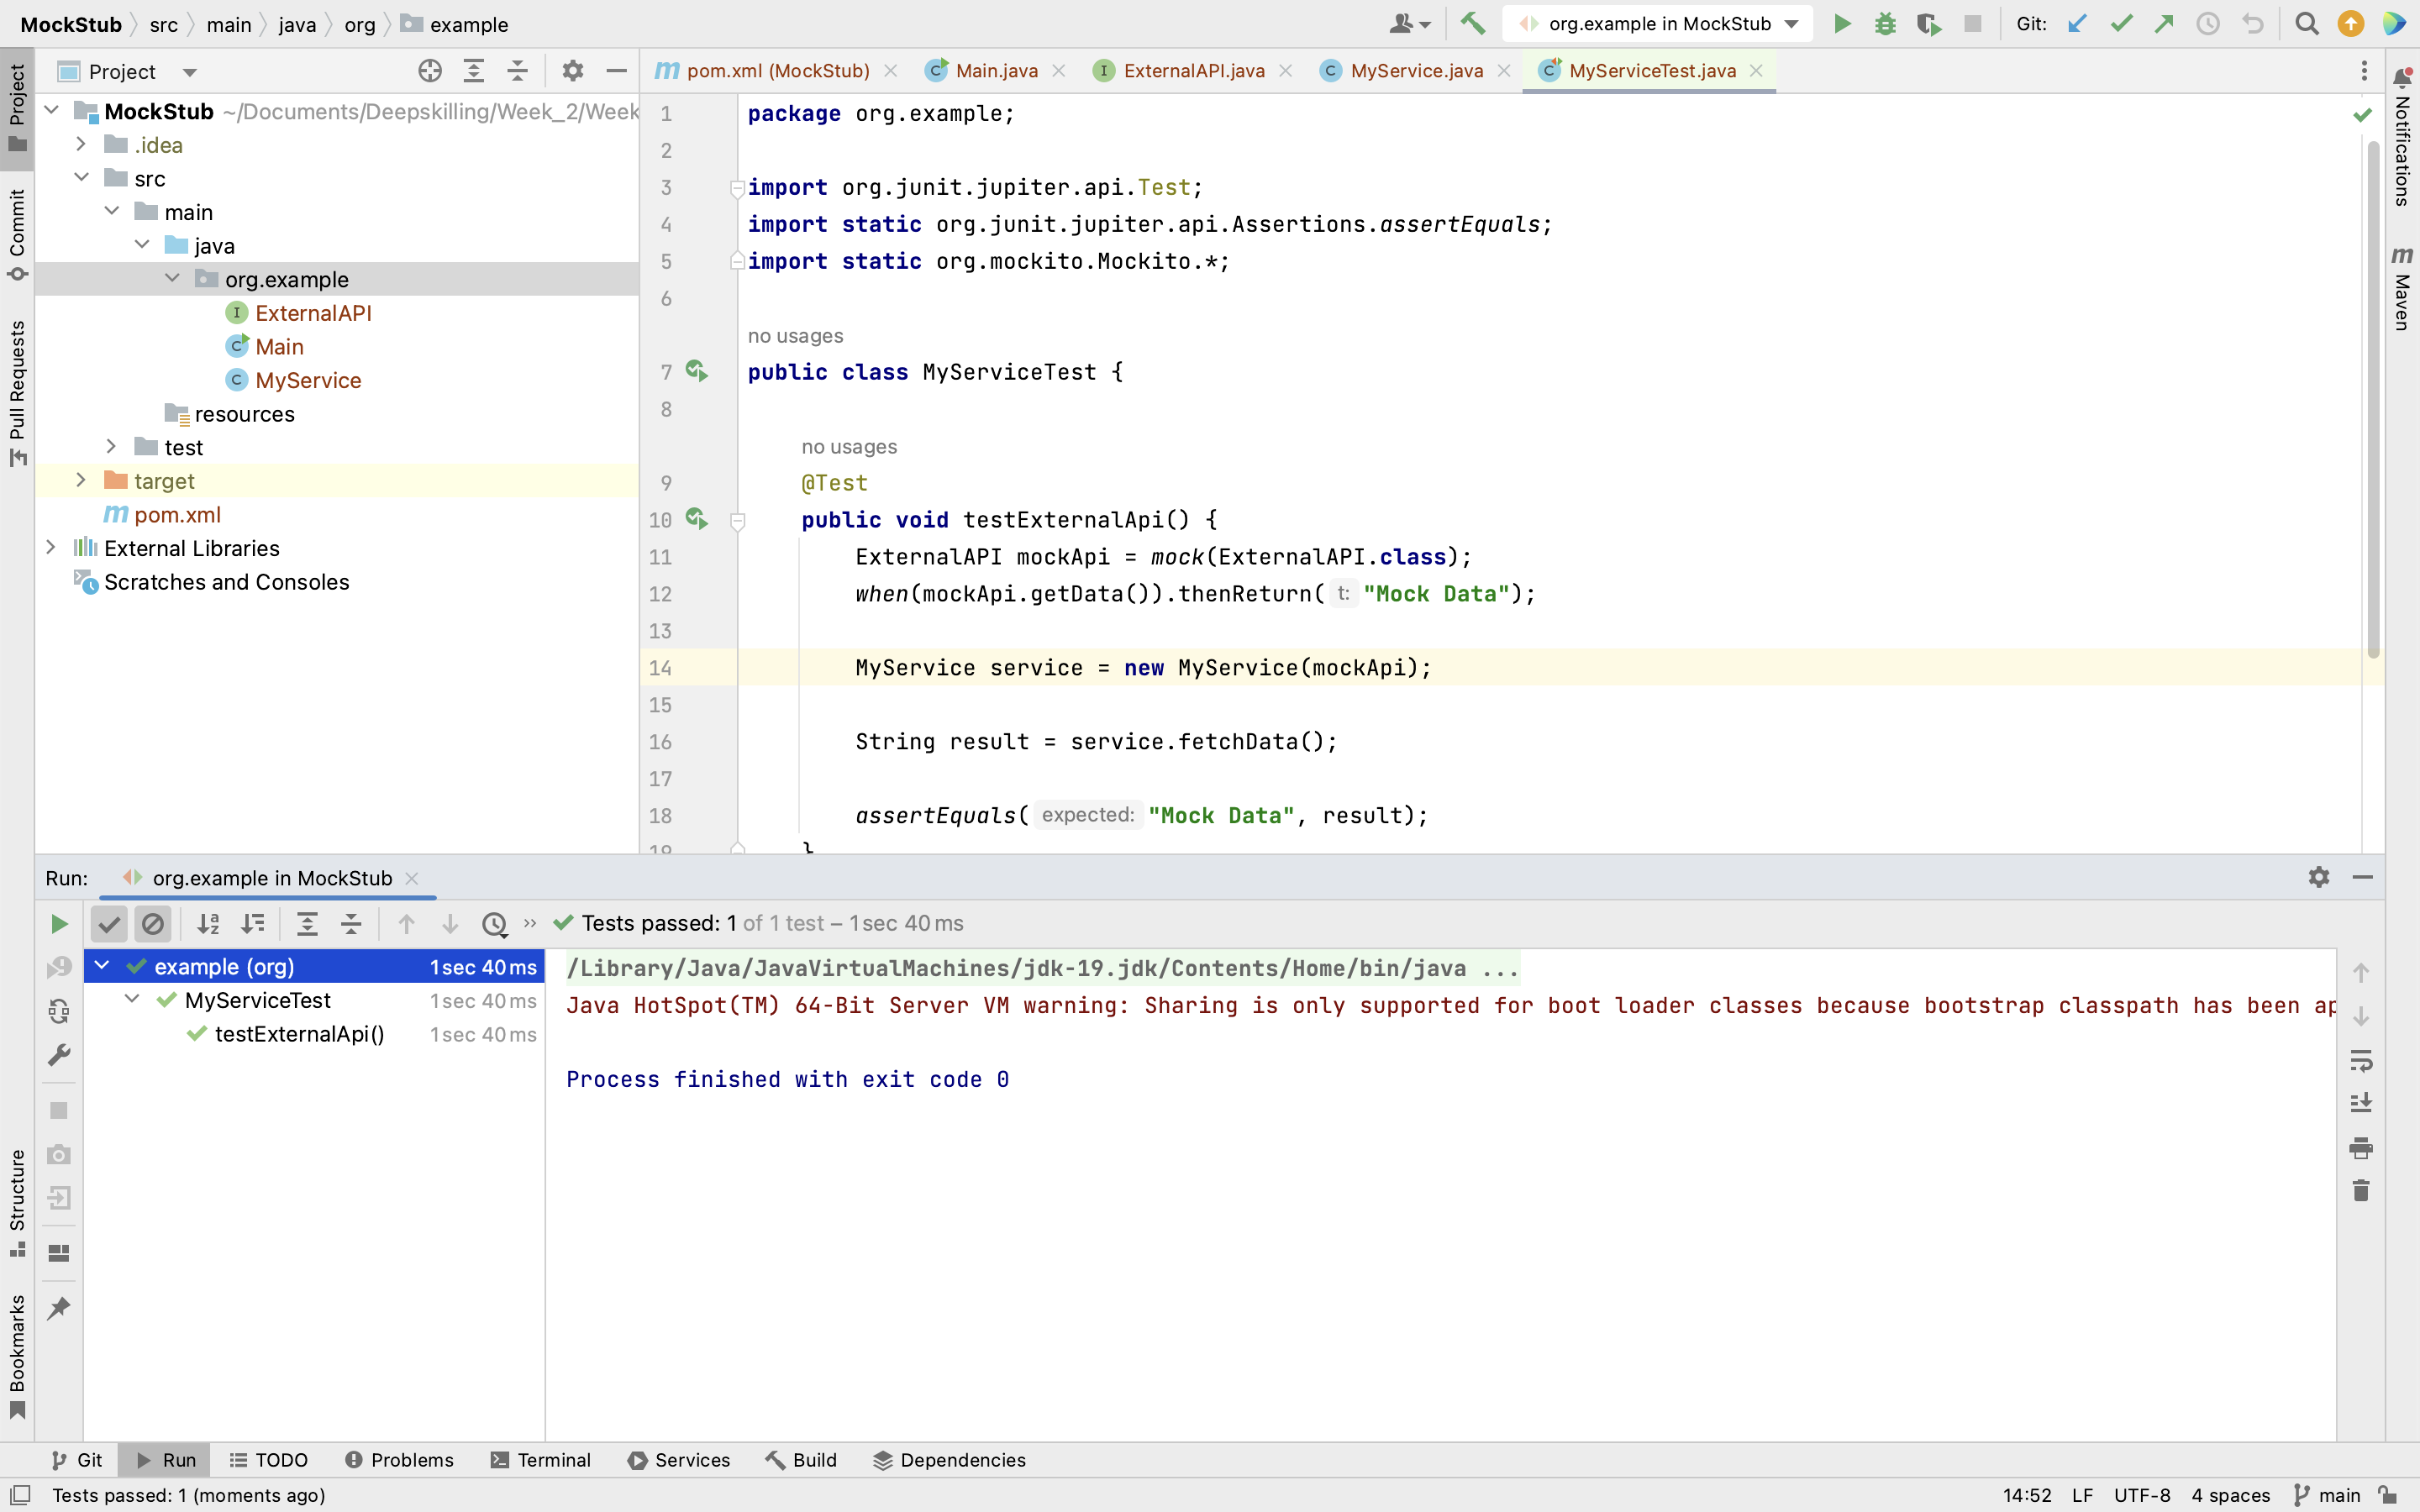 MockStub src main java org example
org.example in MockStub Git:
Project
pom.xml (MockStub) Main.java ExternalAPI.java MyService.java MyServiceTest.java
Project
Commit
Pull Requests
Structure
Bookmarks
Notifications
Maven
MockStub ~/Documents/Deepskilling/Week_2/Week
.idea
src
main
java
org.example
ExternalAPI
Main
MyService
resources
test
target
pom.xml
External Libraries
Scratches and Consoles
1 package org.example;
2
3 import org.junit.jupiter.api.Test;
4 import static org.junit.jupiter.api.Assertions.assertEquals;
5 import static org.mockito.Mockito.*;
6
no usages
7 public class MyServiceTest {
8
no usages
9 @Test
10 public void testExternalApi() {
11 ExternalAPI mockApi = mock(ExternalAPI.class);
12 when(mockApi.getData()).thenReturn( t: "Mock Data");
13
14 MyService service = new MyService(mockApi);
15
16 String result = service.fetchData();
17
18 assertEquals( expected: "Mock Data", result);
19 }
Run: org.example in MockStub
Tests passed: 1 of 1 test – 1 sec 40 ms
example (org) 1 sec 40 ms
MyServiceTest 1 sec 40 ms
testExternalApi() 1 sec 40 ms
/Library/Java/JavaVirtualMachines/jdk-19.jdk/Contents/Home/bin/java ...
Java HotSpot(TM) 64-Bit Server VM warning: Sharing is only supported for boot loader classes because bootstrap classpath has been ap
Process finished with exit code 0
Git Run TODO Problems Terminal Services Build Dependencies
Tests passed: 1 (moments ago) 14:52 LF UTF-8 4 spaces main